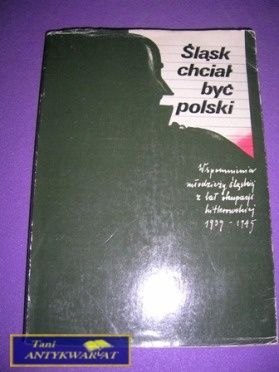 Śląsk
chciał
być
polski
Wspomnienia
młodzieży śląskiej
z lat okupacji
hitlerowskiej
1939-1945
Tani
ANTYKWARIAT